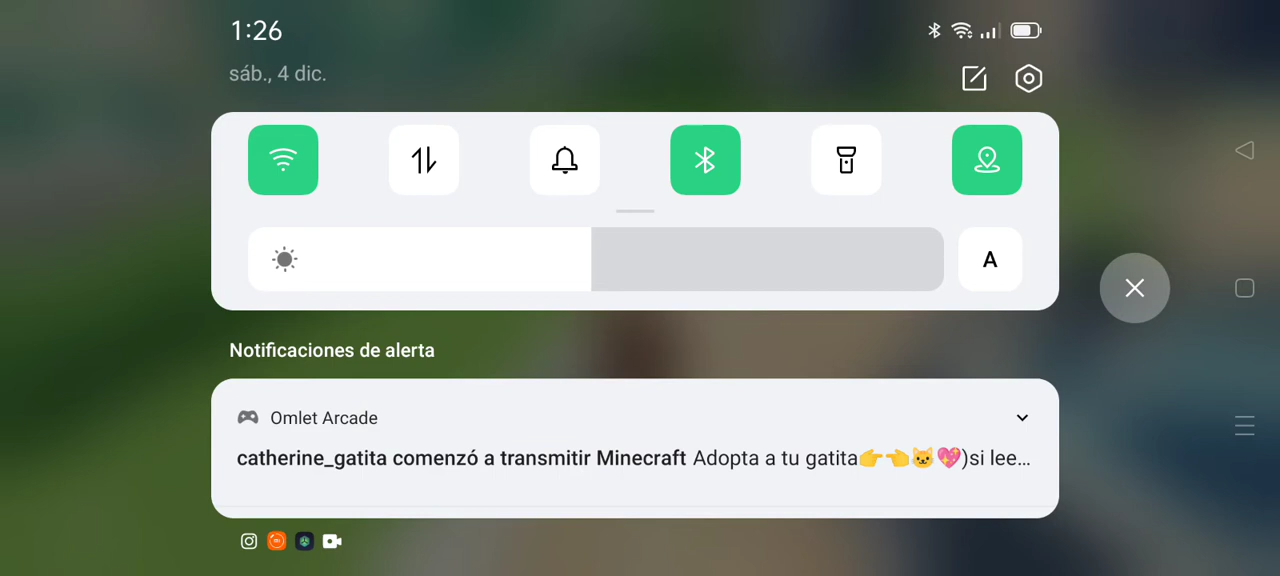 1:26
sáb., 4 dic.
A
Notificaciones de alerta
Omlet Arcade
catherine_gatita comenzó a transmitir Minecraft Adopta a tu gatita👉👈🐱💖)si lee…